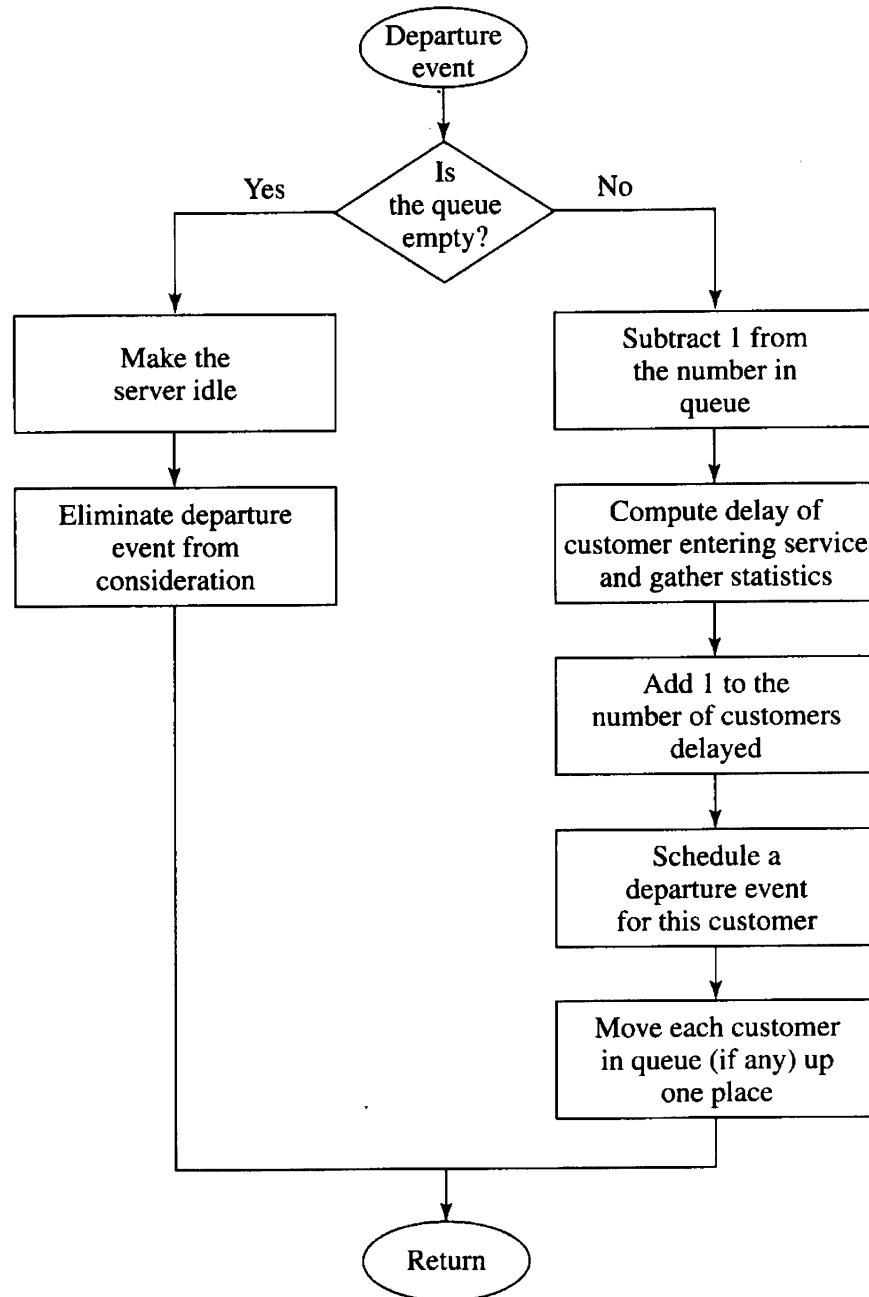 Departure
event
Is
the queue
empty?
Yes
No
Make the
server idle
Eliminate departure
event from
consideration
Subtract 1 from
the number in
queue
Compute delay of
customer entering service
and gather statistics
Add 1 to the
number of customers
delayed
Schedule a
departure event
for this customer
Move each customer
in queue (if any) up
one place
Return